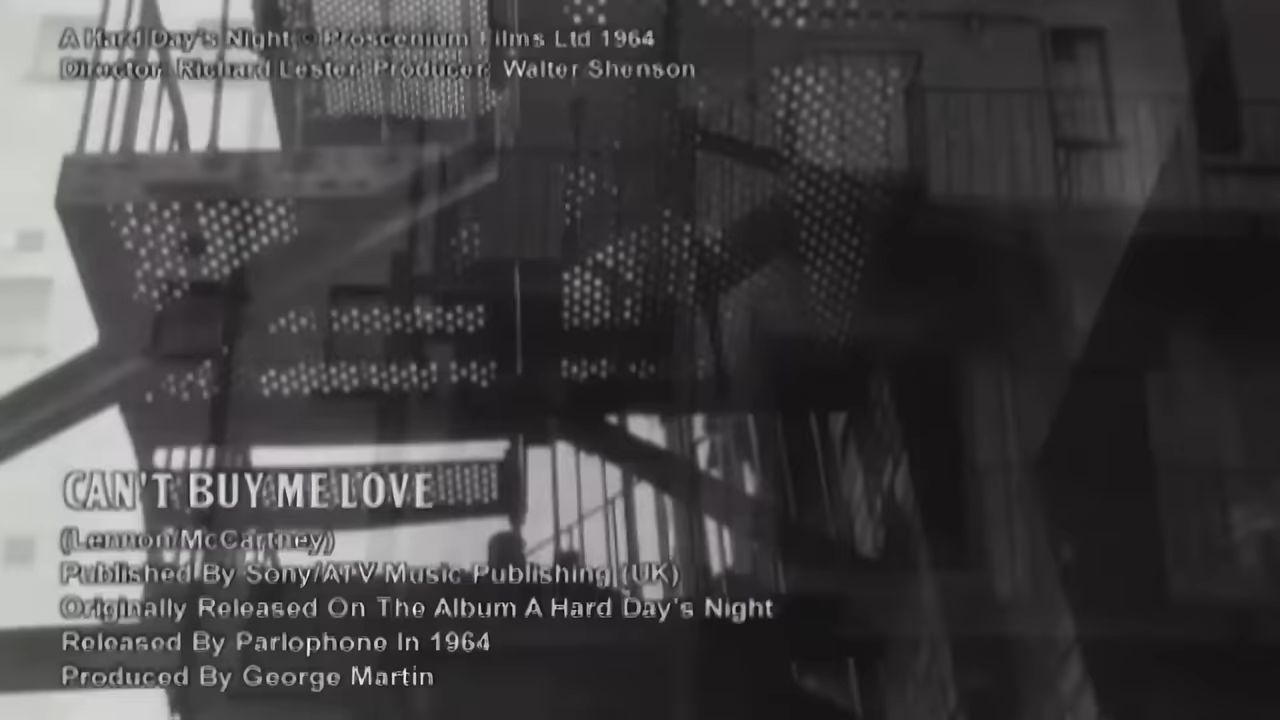 A Hard Day's Night © Proscenium Films Ltd 1964
Director: Richard Lester Producer: Walter Shenson
CAN'T BUY ME LOVE
(Lennon/McCartney)
Published By Sony/ATV Music Publishing (UK)
Originally Released On The Album A Hard Day's Night
Released By Parlophone In 1964
Produced By George Martin